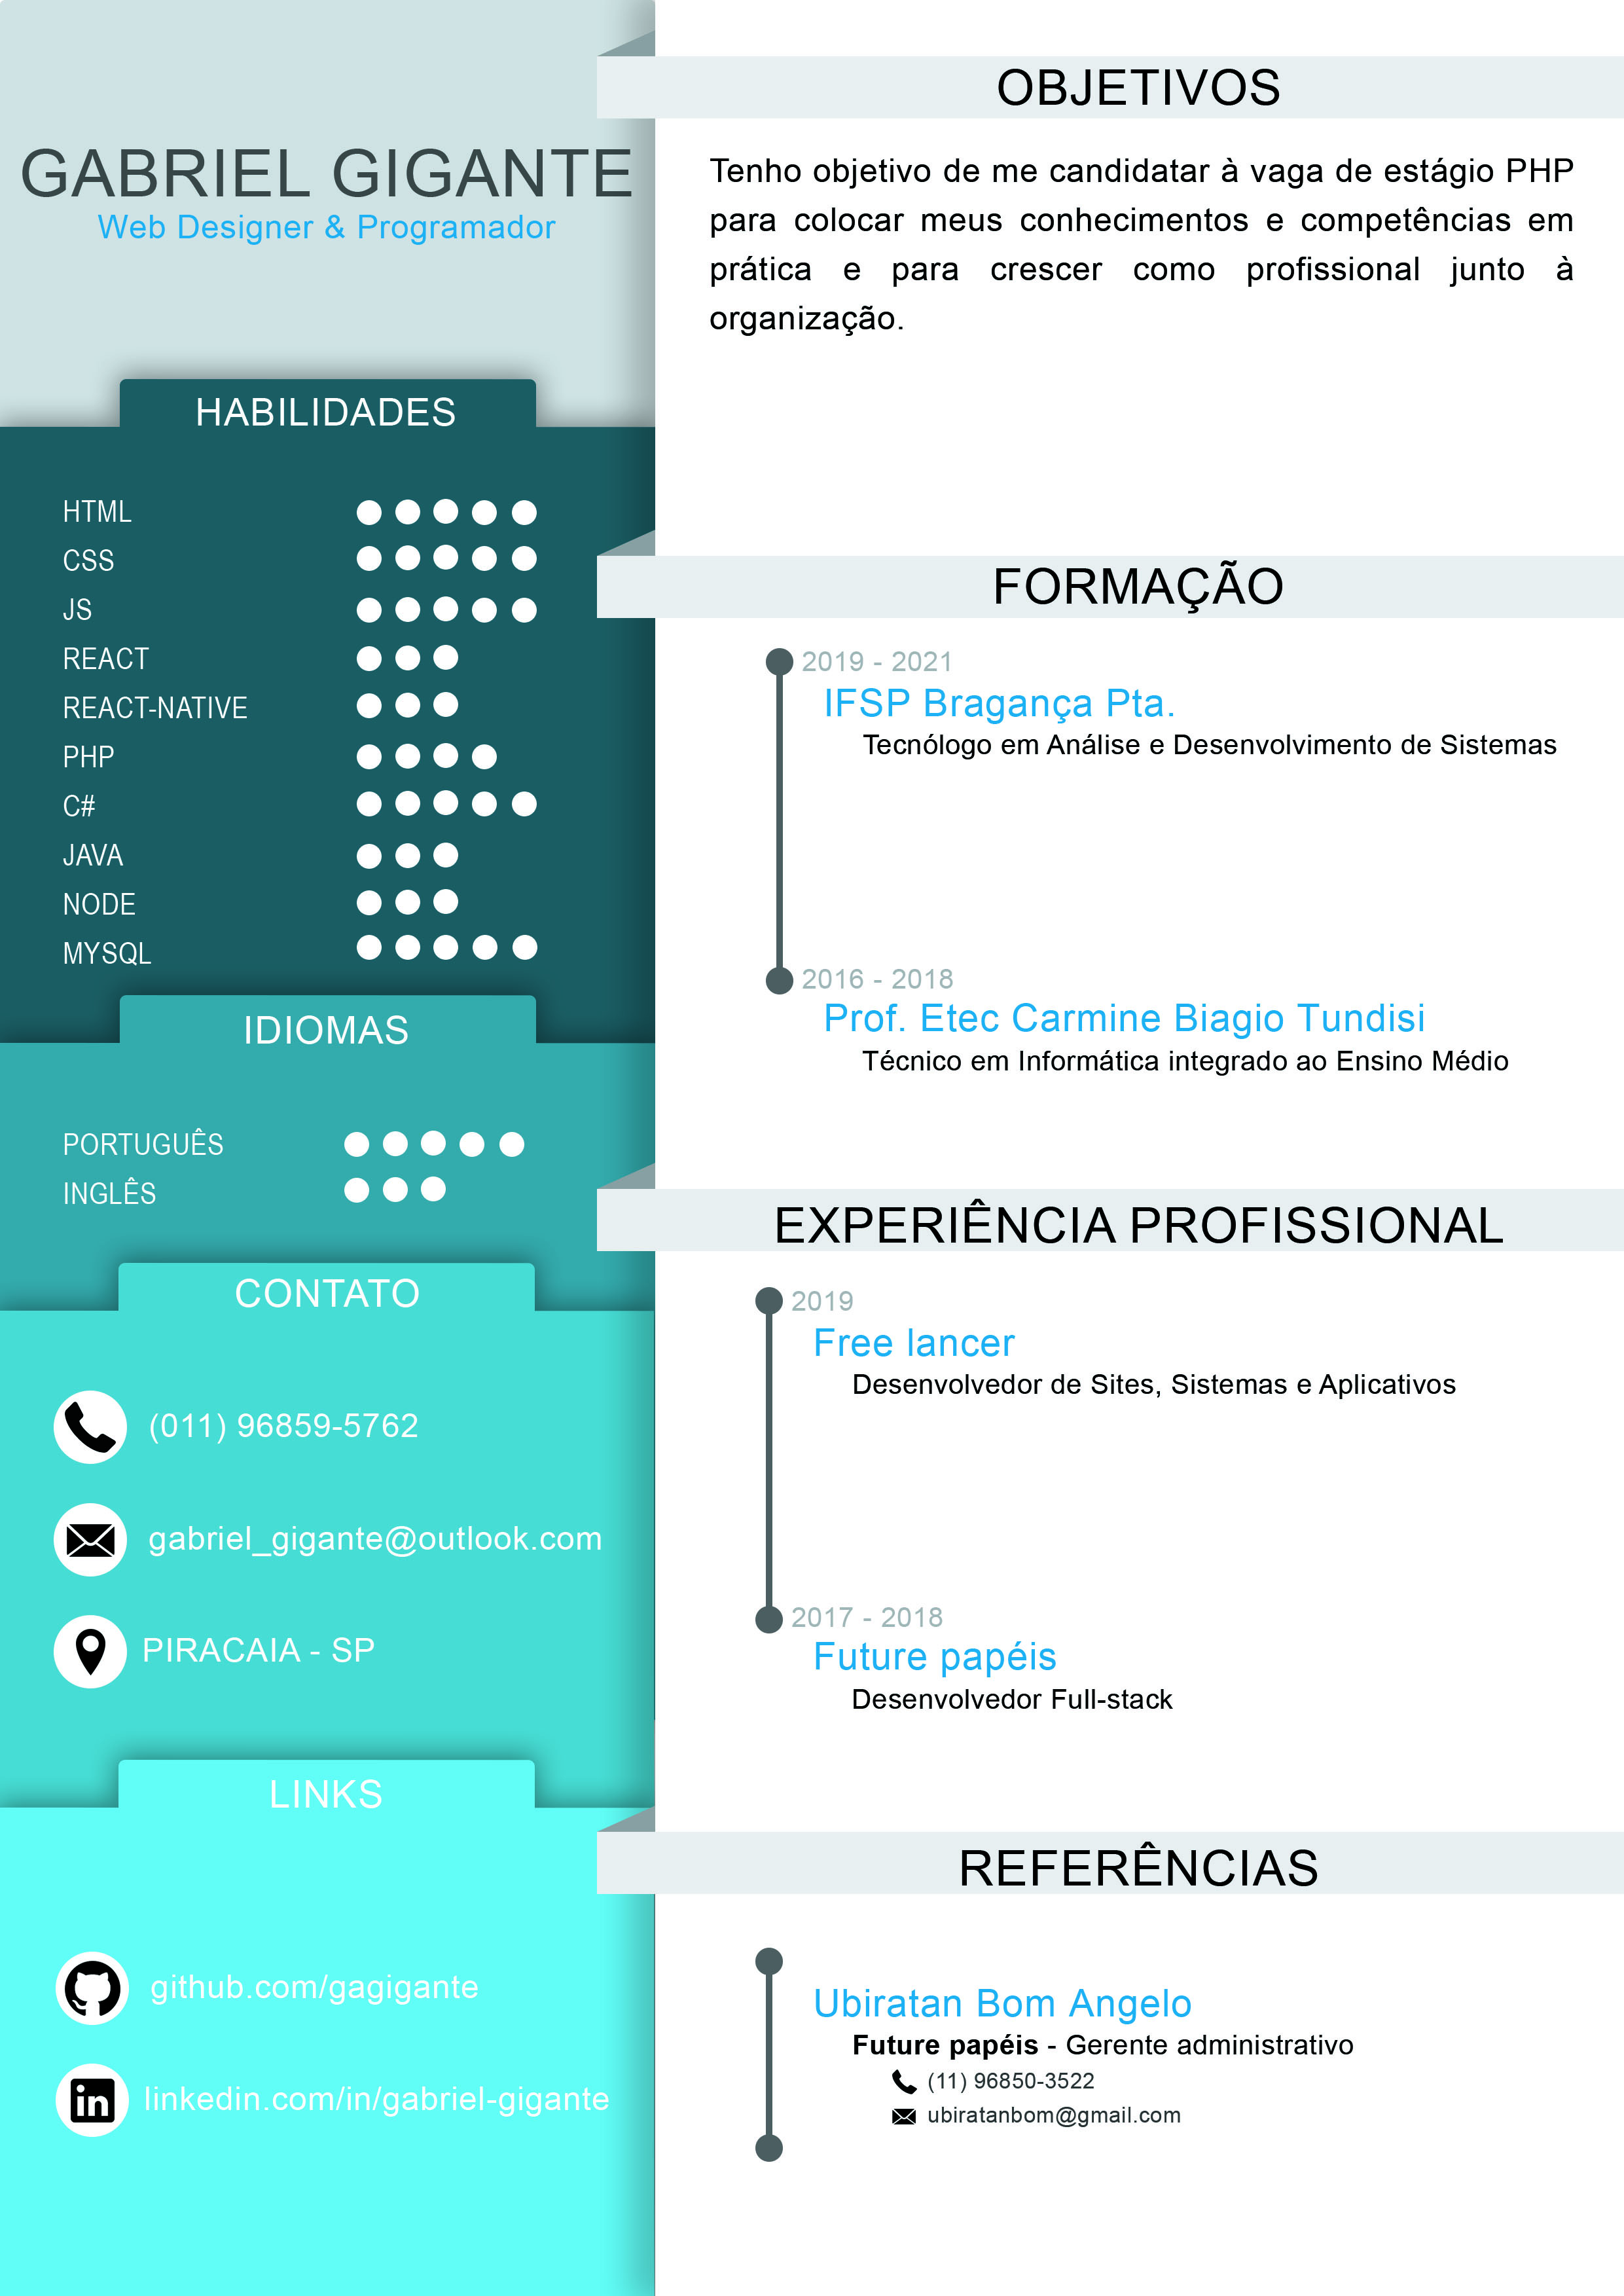 GABRIEL GIGANTE
Web Designer & Programador
HABILIDADES
HTML
CSS
JS
REACT
REACT-NATIVE
PHP
C#
JAVA
NODE
MYSQL
IDIOMAS
PORTUGUÊS
INGLÊS
CONTATO
(011) 96859-5762
gabriel_gigante@outlook.com
PIRACAIA - SP
LINKS
github.com/gagigante
linkedin.com/in/gabriel-gigante
OBJETIVOS
Tenho objetivo de me candidatar à vaga de estágio PHP
para colocar meus conhecimentos e competências em
prática e para crescer como profissional junto à
organização.
FORMAÇÃO
2019 - 2021
IFSP Bragança Pta.
Tecnólogo em Análise e Desenvolvimento de Sistemas
2016 - 2018
Prof. Etec Carmine Biagio Tundisi
Técnico em Informática integrado ao Ensino Médio
EXPERIÊNCIA PROFISSIONAL
2019
Free lancer
Desenvolvedor de Sites, Sistemas e Aplicativos
2017 - 2018
Future papéis
Desenvolvedor Full-stack
REFERÊNCIAS
Ubiratan Bom Angelo
Future papéis - Gerente administrativo
(11) 96850-3522
ubiratanbom@gmail.com